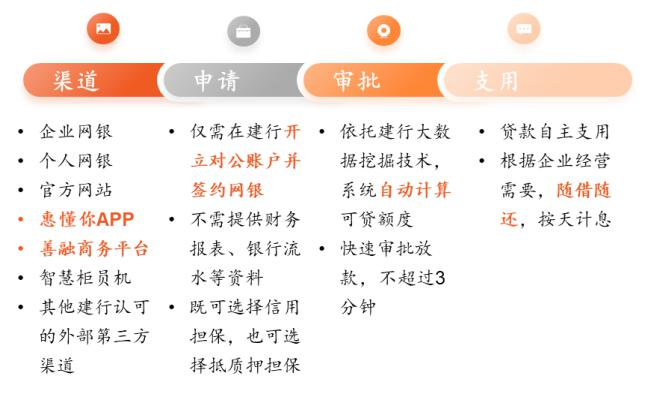 渠道
企业网银
个人网银
官方网站
惠懂你APP
善融商务平台
智慧柜员机
其他建行认可
的外部第三方
渠道
申请
仅需在建行开
立对公账户并
签约网银
不需提供财务
报表、银行流
水等资料
既可选择信用
担保，也可选
择抵质押担保
审批
依托建行大数
据挖掘技术，
系统自动计算
可贷额度
快速审批放
款，不超过3
分钟
支用
贷款自主支用
根据企业经营
需要，随借随
还，按天计息